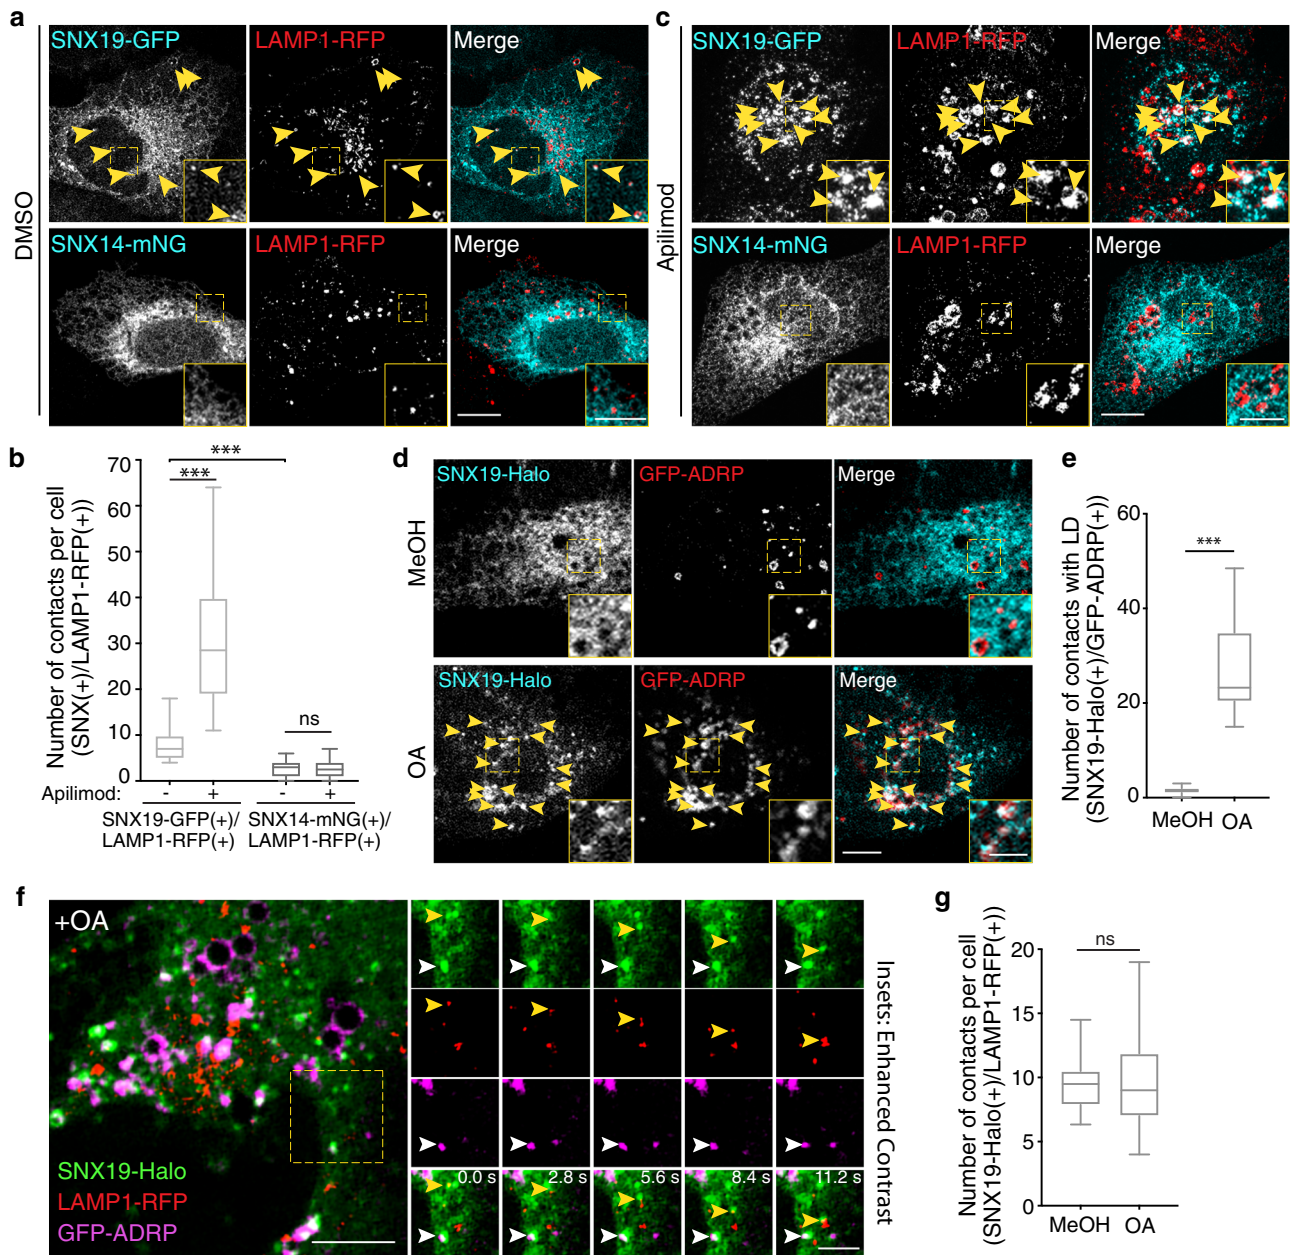 a
DMSO
SNX19-GFP
LAMP1-RFP
Merge
SNX14-mNG
LAMP1-RFP
Merge
c
Apilimod
SNX19-GFP
LAMP1-RFP
Merge
SNX14-mNG
LAMP1-RFP
Merge
b
Number of contacts per cell
(SNX(+)/LAMP1-RFP(+))
70
60
50
40
30
20
10
0
***
***
ns
Apilimod:
- + - +
SNX19-GFP(+)/
LAMP1-RFP(+)
SNX14-mNG(+)/
LAMP1-RFP(+)
d
MeOH
SNX19-Halo
GFP-ADRP
Merge
OA
SNX19-Halo
GFP-ADRP
Merge
e
Number of contacts with LD
(SNX19-Halo(+)/GFP-ADRP(+))
60
40
20
0
***
MeOH
OA
f
+OA
SNX19-Halo
LAMP1-RFP
GFP-ADRP
0.0 s
2.8 s
5.6 s
8.4 s
11.2 s
Insets: Enhanced Contrast
g
Number of contacts per cell
(SNX19-Halo(+)/LAMP1-RFP(+))
20
15
10
5
0
ns
MeOH
OA